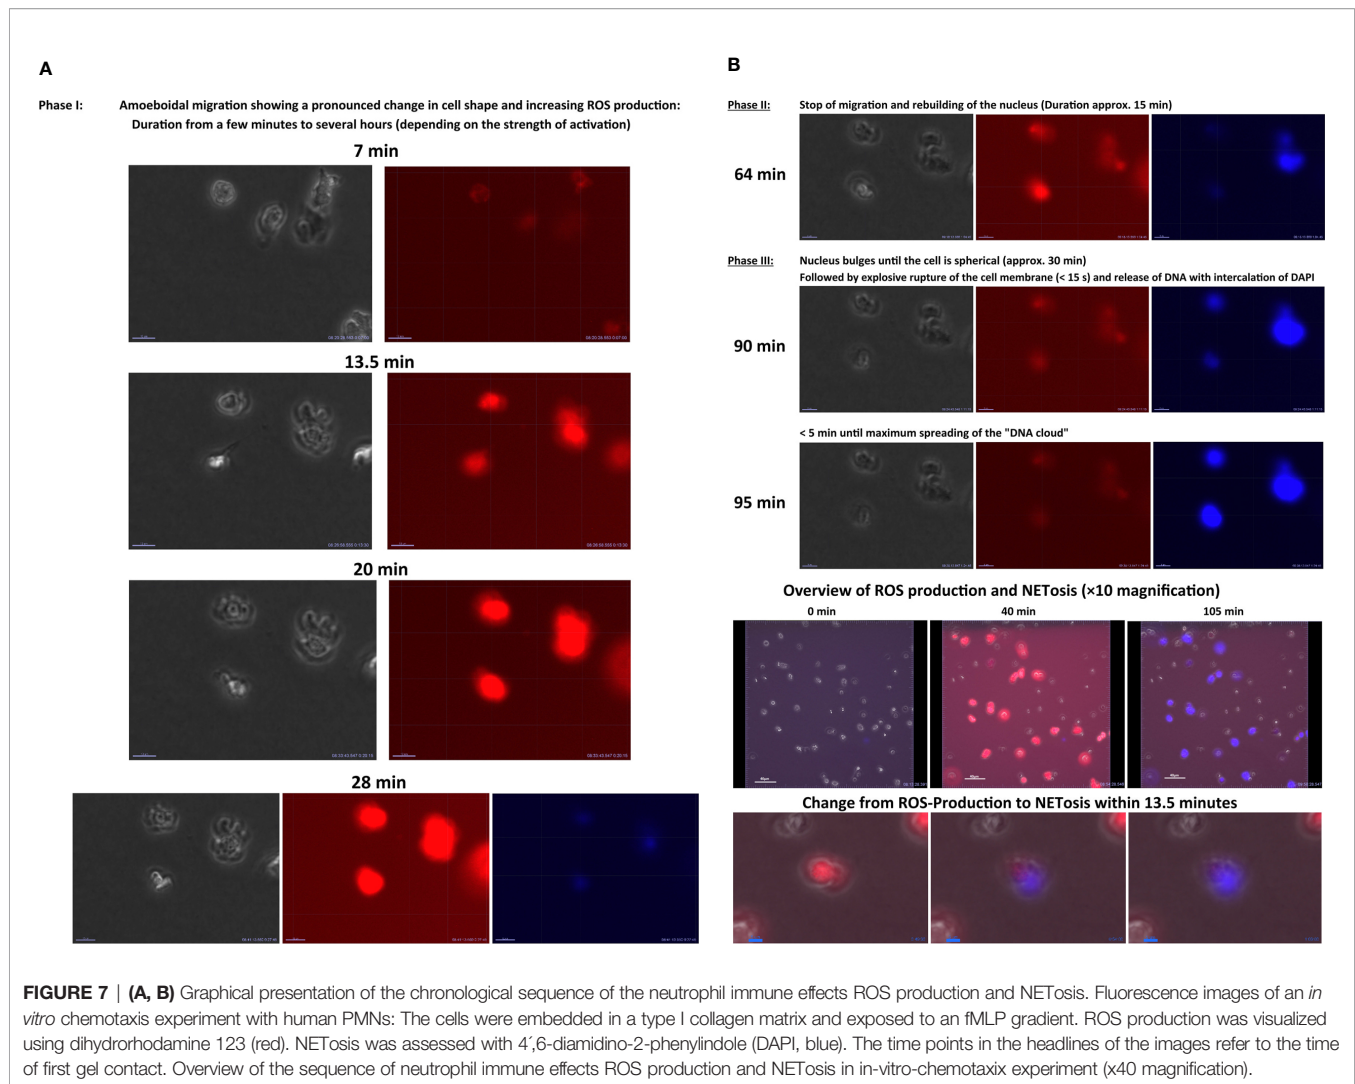 A
Phase I:
Amoeboidal migration showing a pronounced change in cell shape and increasing ROS production:
Duration from a few minutes to several hours (depending on the strength of activation)
7 min
13.5 min
20 min
28 min
B
Phase II:
Stop of migration and rebuilding of the nucleus (Duration approx. 15 min)
64 min
Phase III:
Nucleus bulges until the cell is spherical (approx. 30 min)
Followed by explosive rupture of the cell membrane (< 15 s) and release of DNA with intercalation of DAPI
90 min
< 5 min until maximum spreading of the "DNA cloud"
95 min
Overview of ROS production and NETosis (×10 magnification)
0 min 40 min 105 min
Change from ROS-Production to NETosis within 13.5 minutes
FIGURE 7 | (A, B) Graphical presentation of the chronological sequence of the neutrophil immune effects ROS production and NETosis. Fluorescence images of an in
vitro chemotaxis experiment with human PMNs: The cells were embedded in a type I collagen matrix and exposed to an fMLP gradient. ROS production was visualized
using dihydrorhodamine 123 (red). NETosis was assessed with 4´,6-diamidino-2-phenylindole (DAPI, blue). The time points in the headlines of the images refer to the time
of first gel contact. Overview of the sequence of neutrophil immune effects ROS production and NETosis in in-vitro-chemotaxix experiment (x40 magnification).